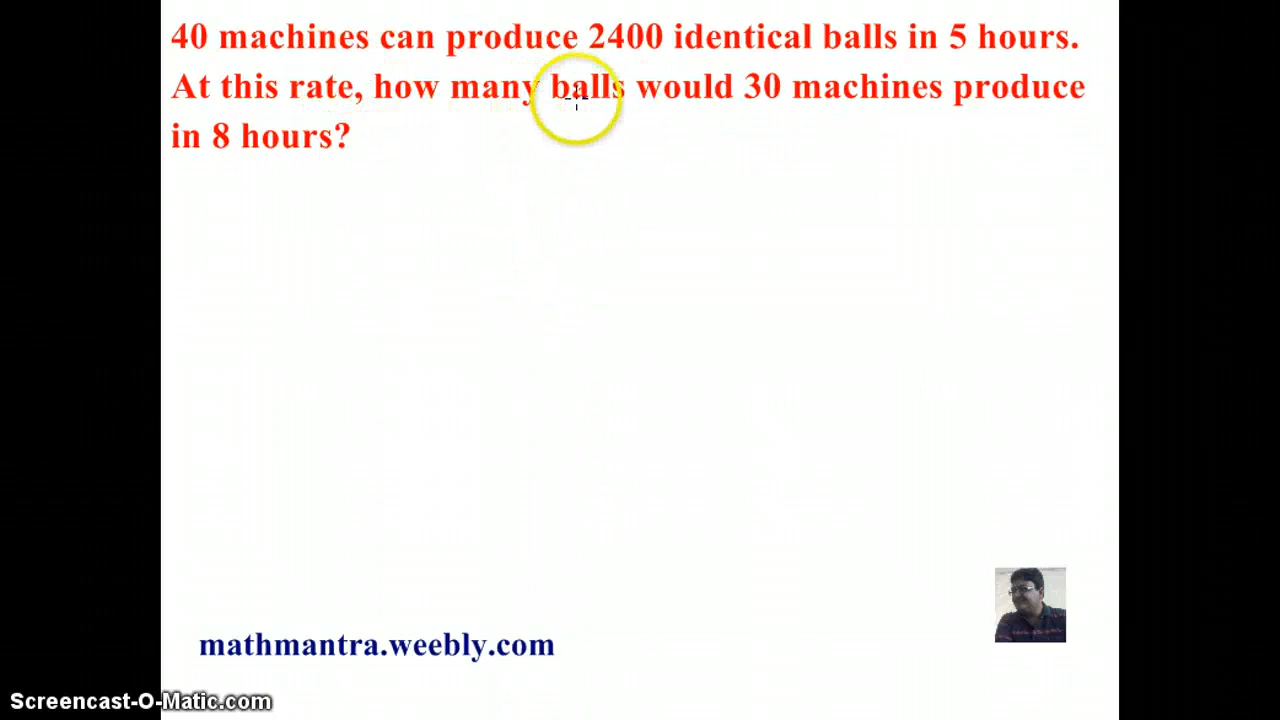 40 machines can produce 2400 identical balls in 5 hours.
At this rate, how many balls would 30 machines produce
in 8 hours?
mathmantra.weebly.com
Screencast-O-Matic.com